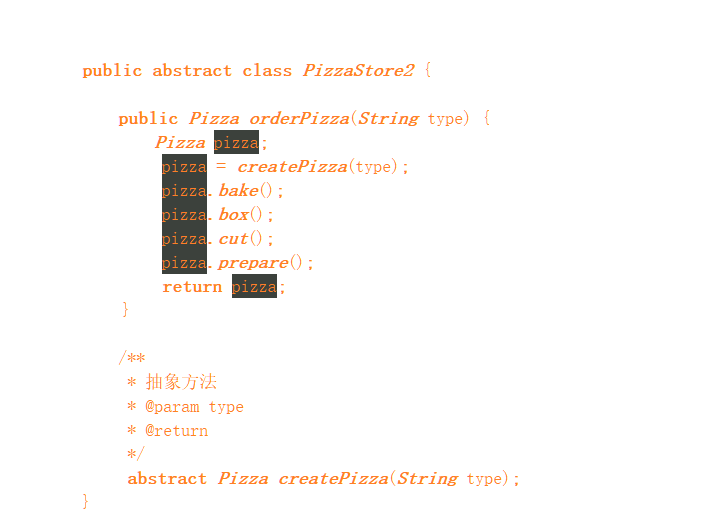 public abstract class PizzaStore2 {
public Pizza orderPizza(String type) {
Pizza pizza;
pizza = createPizza(type);
pizza.bake();
pizza.box();
pizza.cut();
pizza.prepare();
return pizza;
}
/**
* 抽象方法
* @param type
* @return
*/
abstract Pizza createPizza(String type);
}